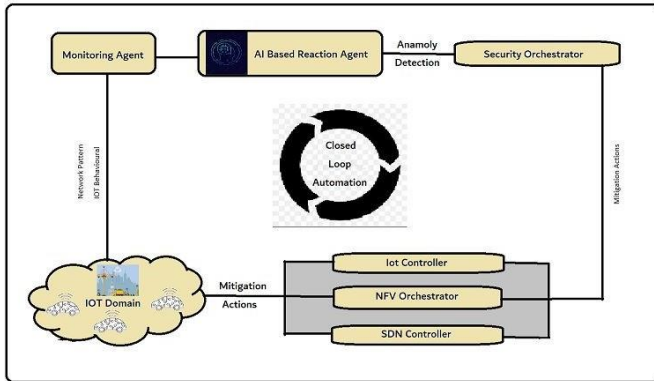 Monitoring Agent
AI Based Reaction Agent
Anamoly
Detection
Security Orchestrator
Closed
Loop
Automation
Network Pattern
IOT Behavioural
Mitigation Actions
IOT Domain
Mitigation
Actions
Iot Controller
NFV Orchestrator
SDN Controller